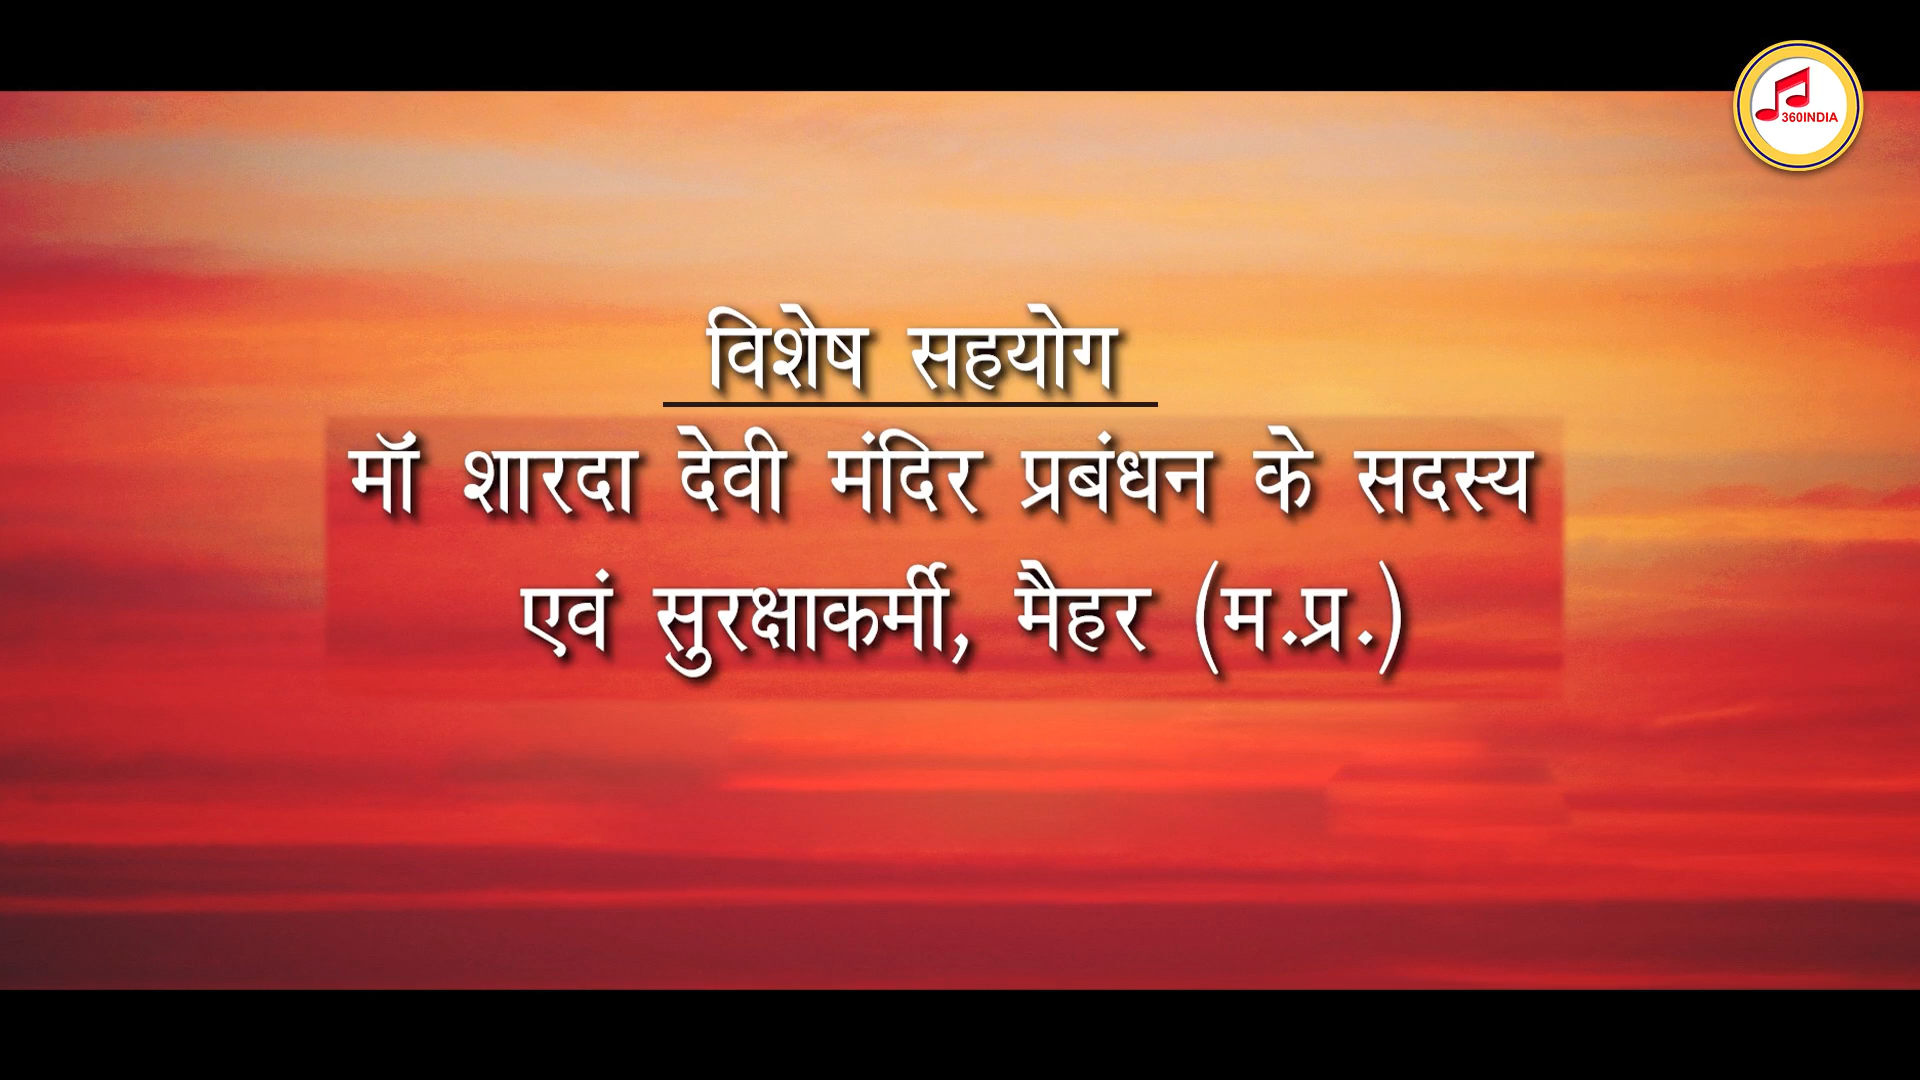 360INDIA
विशेष सहयोग
मॉ शारदा देवी मंदिर प्रबंधन के सदस्य
एवं सुरक्षाकर्मी, मैहर (म.प्र.)